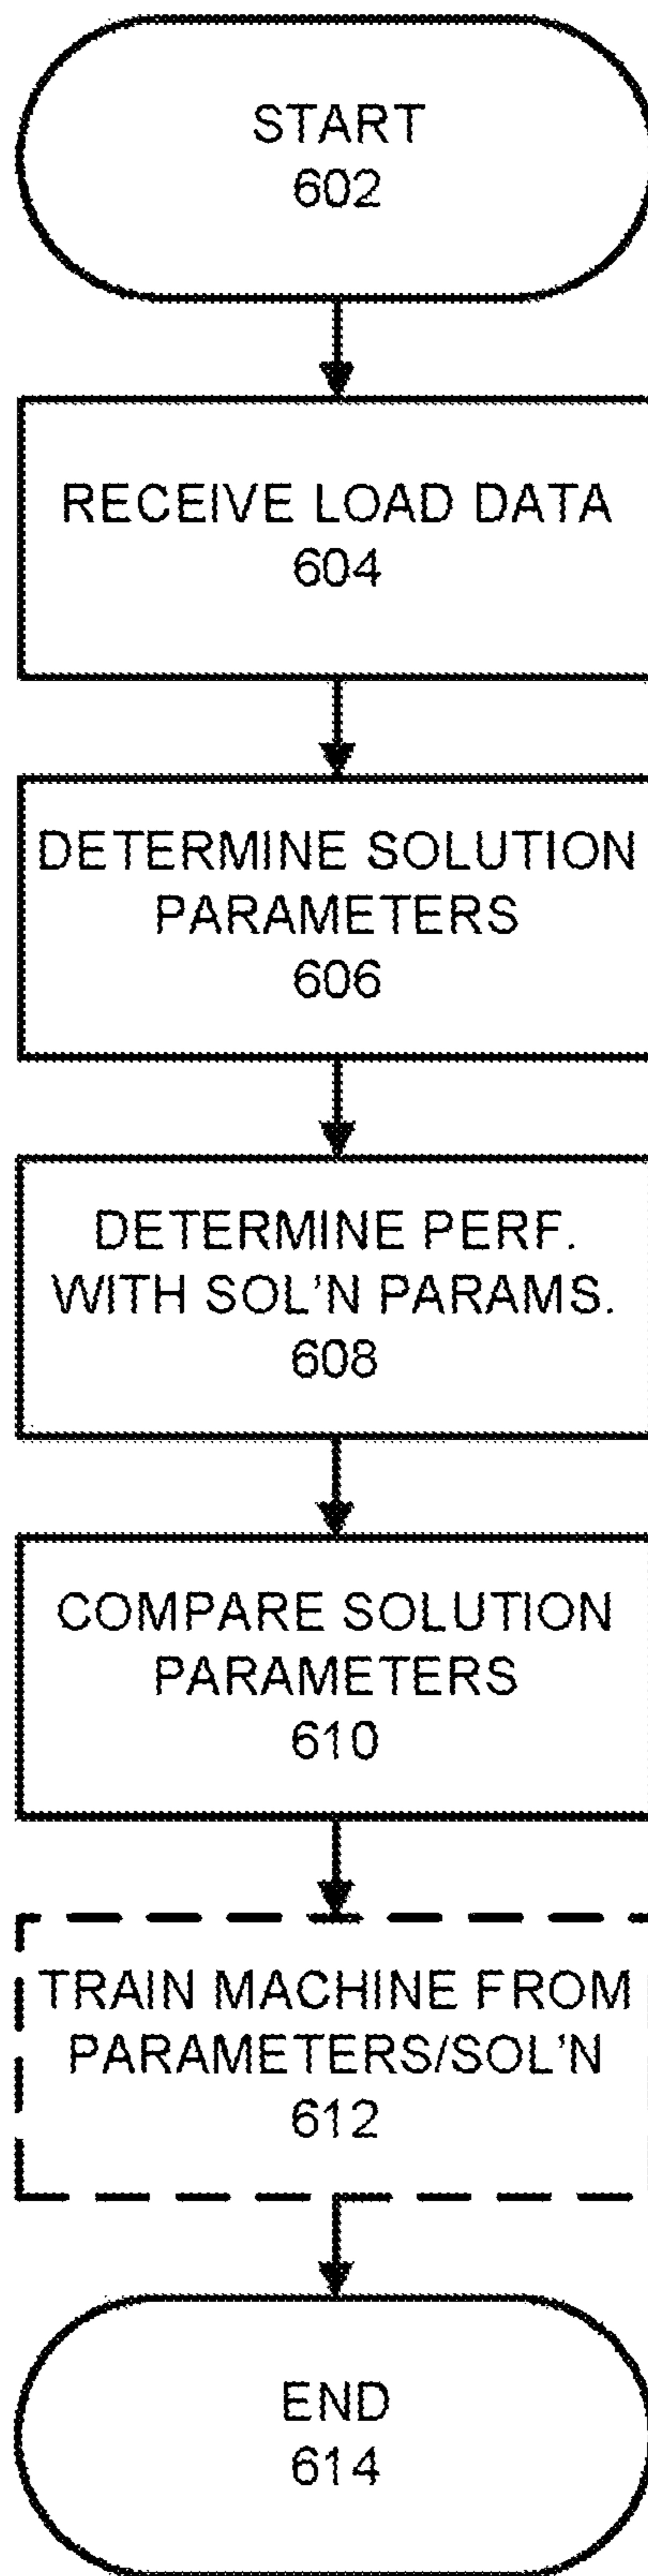 START
602
RECEIVE LOAD DATA
604
DETERMINE SOLUTION
PARAMETERS
606
DETERMINE PERF.
WITH SOL'N PARAMS.
608
COMPARE SOLUTION
PARAMETERS
610
TRAIN MACHINE FROM
PARAMETERS/SOL'N
612
END
614